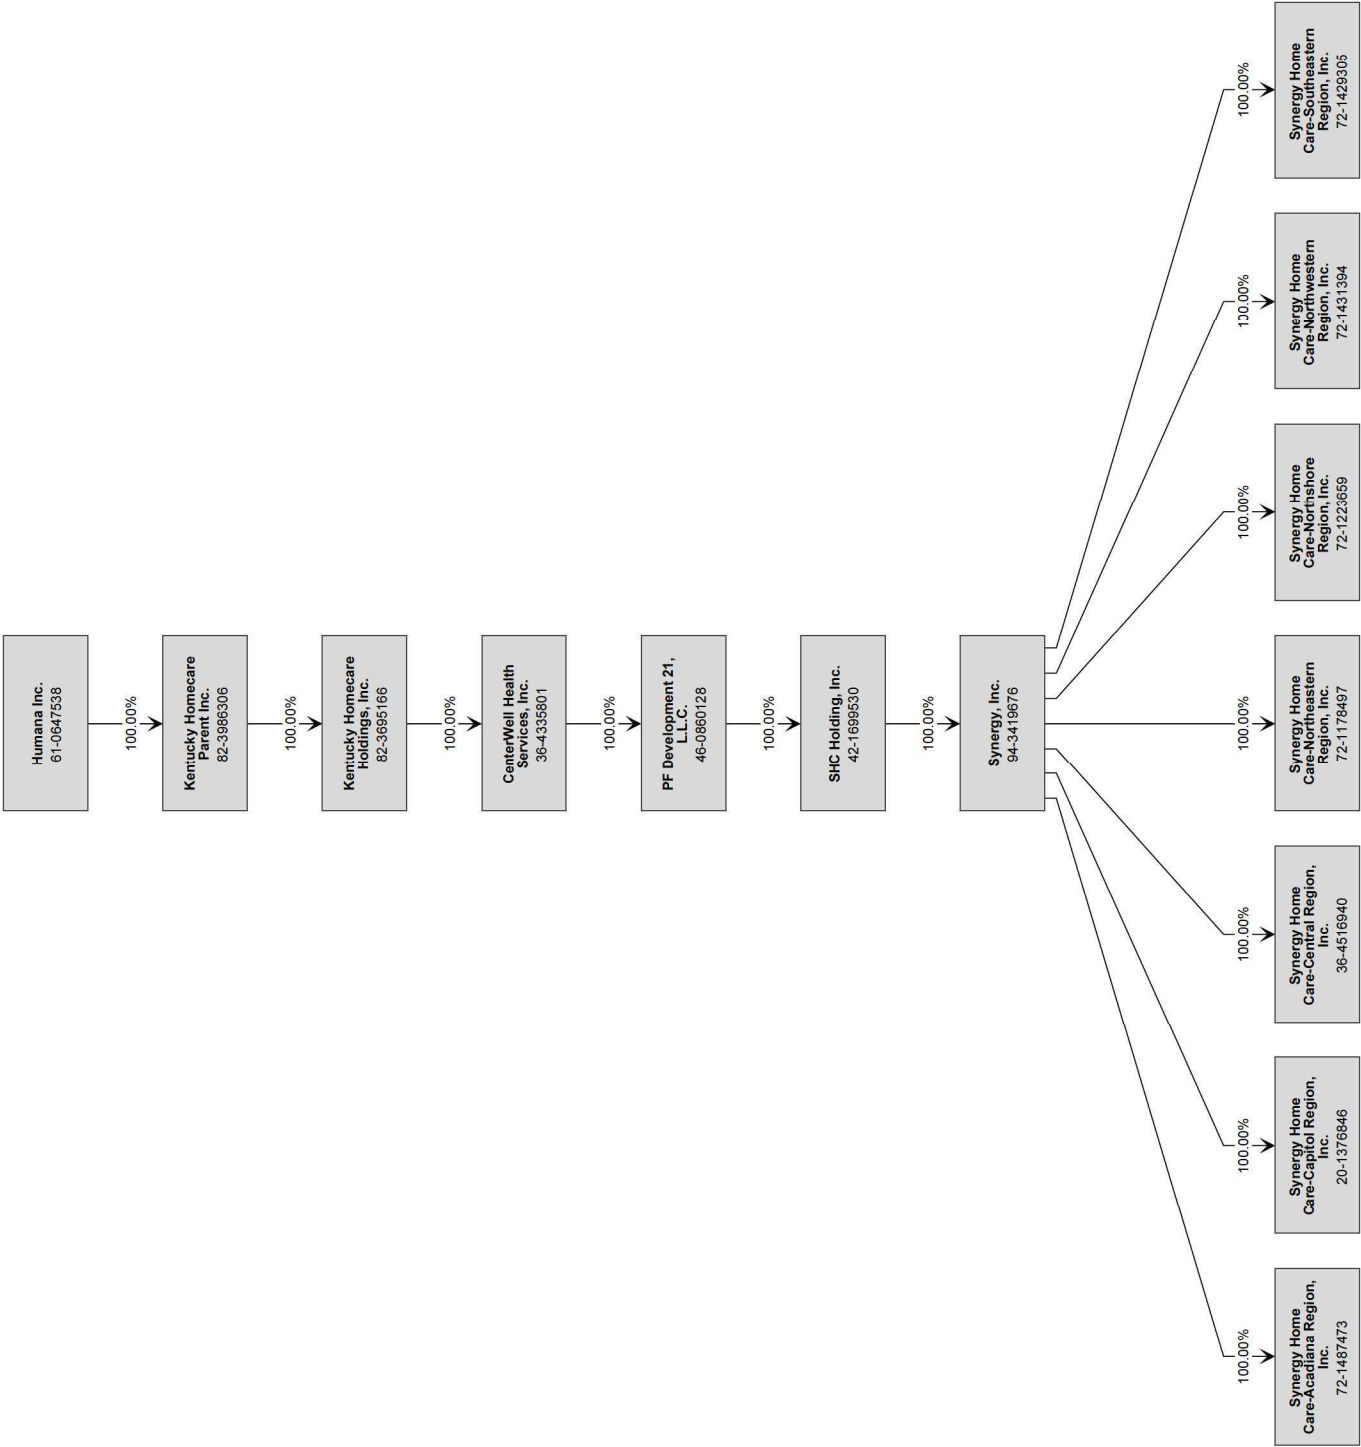 Humana Inc.
61-0647538
100.00%
Kentucky Homecare
Parent Inc.
82-3986306
100.00%
Kentucky Homecare
Holdings, Inc.
82-3695166
100.00%
CenterWell Health
Services, Inc.
36-4335801
100.00%
PF Development 21,
L.L.C.
46-0860128
100.00%
SHC Holding, Inc.
42-1699530
100.00%
Synergy, Inc.
94-3419676
100.00%
100.00%
100.00%
100.00%
100.00%
100.00%
100.00%
Synergy Home
Care-Acadiana Region,
Inc.
72-1487473
Synergy Home
Care-Capitol Region,
Inc.
20-1376846
Synergy Home
Care-Central Region,
Inc.
36-4516940
Synergy Home
Care-Northeastern
Region, Inc.
72-1178497
Synergy Home
Care-Northshore
Region, Inc.
72-1223659
Synergy Home
Care-Northwestern
Region, Inc.
72-1431394
Synergy Home
Care-Southeastern
Region, Inc.
72-1429305